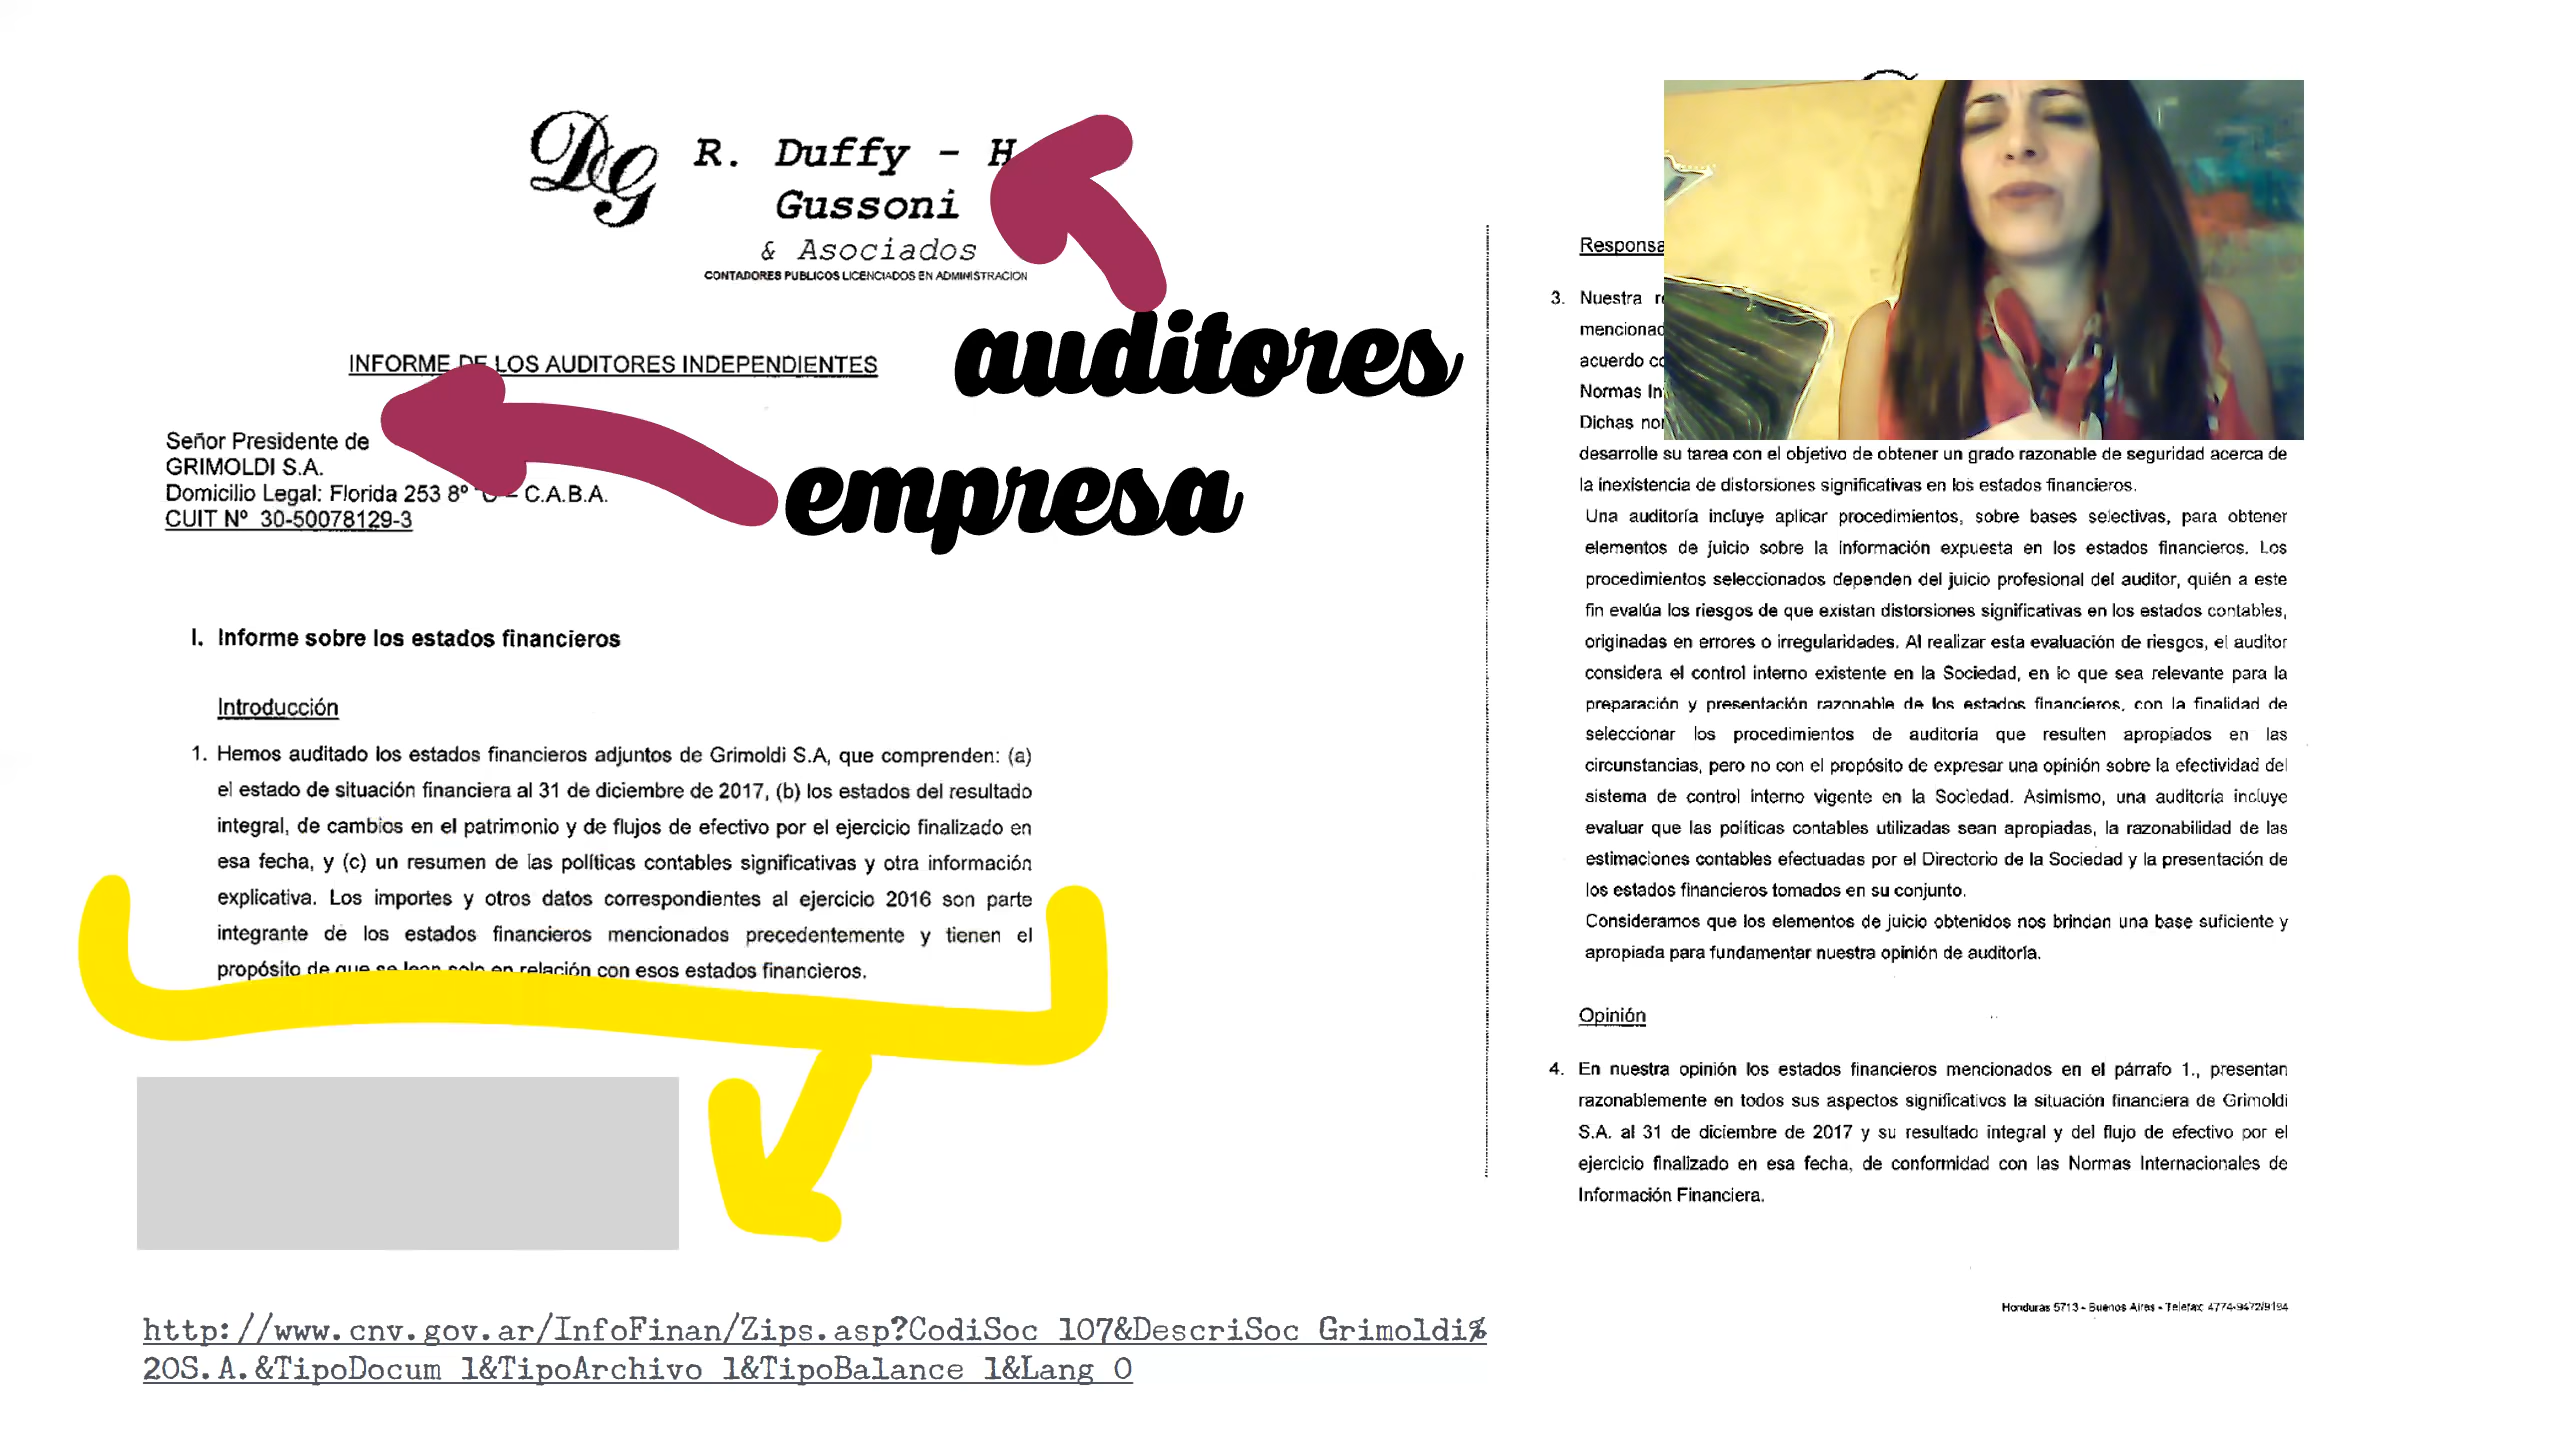 R. Duffy - H
Gussoni
& Asociados
CONTADORES PUBLICOS LICENCIADOS EN ADMINISTRACION
auditores
INFORME DE LOS AUDITORES INDEPENDIENTES
Señor Presidente de
GRIMOLDI S.A.
Domicilio Legal: Florida 253 8º "C – C.A.B.A.
CUIT Nº 30-50078129-3
empresa
I. Informe sobre los estados financieros
Introducción
1. Hemos auditado los estados financieros adjuntos de Grimoldi S.A, que comprenden: (a)
el estado de situación financiera al 31 de diciembre de 2017, (b) los estados del resultado
integral, de cambios en el patrimonio y de flujos de efectivo por el ejercicio finalizado en
esa fecha, y (c) un resumen de las políticas contables significativas y otra información
explicativa. Los importes y otros datos correspondientes al ejercicio 2016 son parte
integrante de los estados financieros mencionados precedentemente y tienen el
propósito de que se lean solo en relación con esos estados financieros.
http://www.cnv.gov.ar/InfoFinan/Zips.asp?CodiSoc 107&DescriSoc Grimoldi%
20S.A.&TipoDocum 1&TipoArchivo 1&TipoBalance 1&Lang 0
Responsa
3. Nuestra r
mencionad
acuerdo co
Normas In
Dichas nor
desarrolle su tarea con el objetivo de obtener un grado razonable de seguridad acerca de
la inexistencia de distorsiones significativas en los estados financieros.
Una auditoría incluye aplicar procedimientos, sobre bases selectivas, para obtener
elementos de juicio sobre la información expuesta en los estados financieros. Los
procedimientos seleccionados dependen del juicio profesional del auditor, quién a este
fin evalúa los riesgos de que existan distorsiones significativas en los estados contables,
originadas en errores o irregularidades. Al realizar esta evaluación de riesgos, el auditor
considera el control interno existente en la Sociedad, en lo que sea relevante para la
preparación y presentación razonable de los estados financieros, con la finalidad de
seleccionar los procedimientos de auditoría que resulten apropiados en las
circunstancias, pero no con el propósito de expresar una opinión sobre la efectividad del
sistema de control interno vigente en la Sociedad. Asimismo, una auditoría incluye
evaluar que las políticas contables utilizadas sean apropiadas, la razonabilidad de las
estimaciones contables efectuadas por el Directorio de la Sociedad y la presentación de
los estados financieros tomados en su conjunto.
Consideramos que los elementos de juicio obtenidos nos brindan una base suficiente y
apropiada para fundamentar nuestra opinión de auditoría.
Opinión
4. En nuestra opinión los estados financieros mencionados en el párrafo 1., presentan
razonablemente en todos sus aspectos significativos la situación financiera de Grimoldi
S.A. al 31 de diciembre de 2017 y su resultado integral y del flujo de efectivo por el
ejercicio finalizado en esa fecha, de conformidad con las Normas Internacionales de
Información Financiera.
Honduras 5713 - Buenos Aires - Telefax: 4774-9472/9194